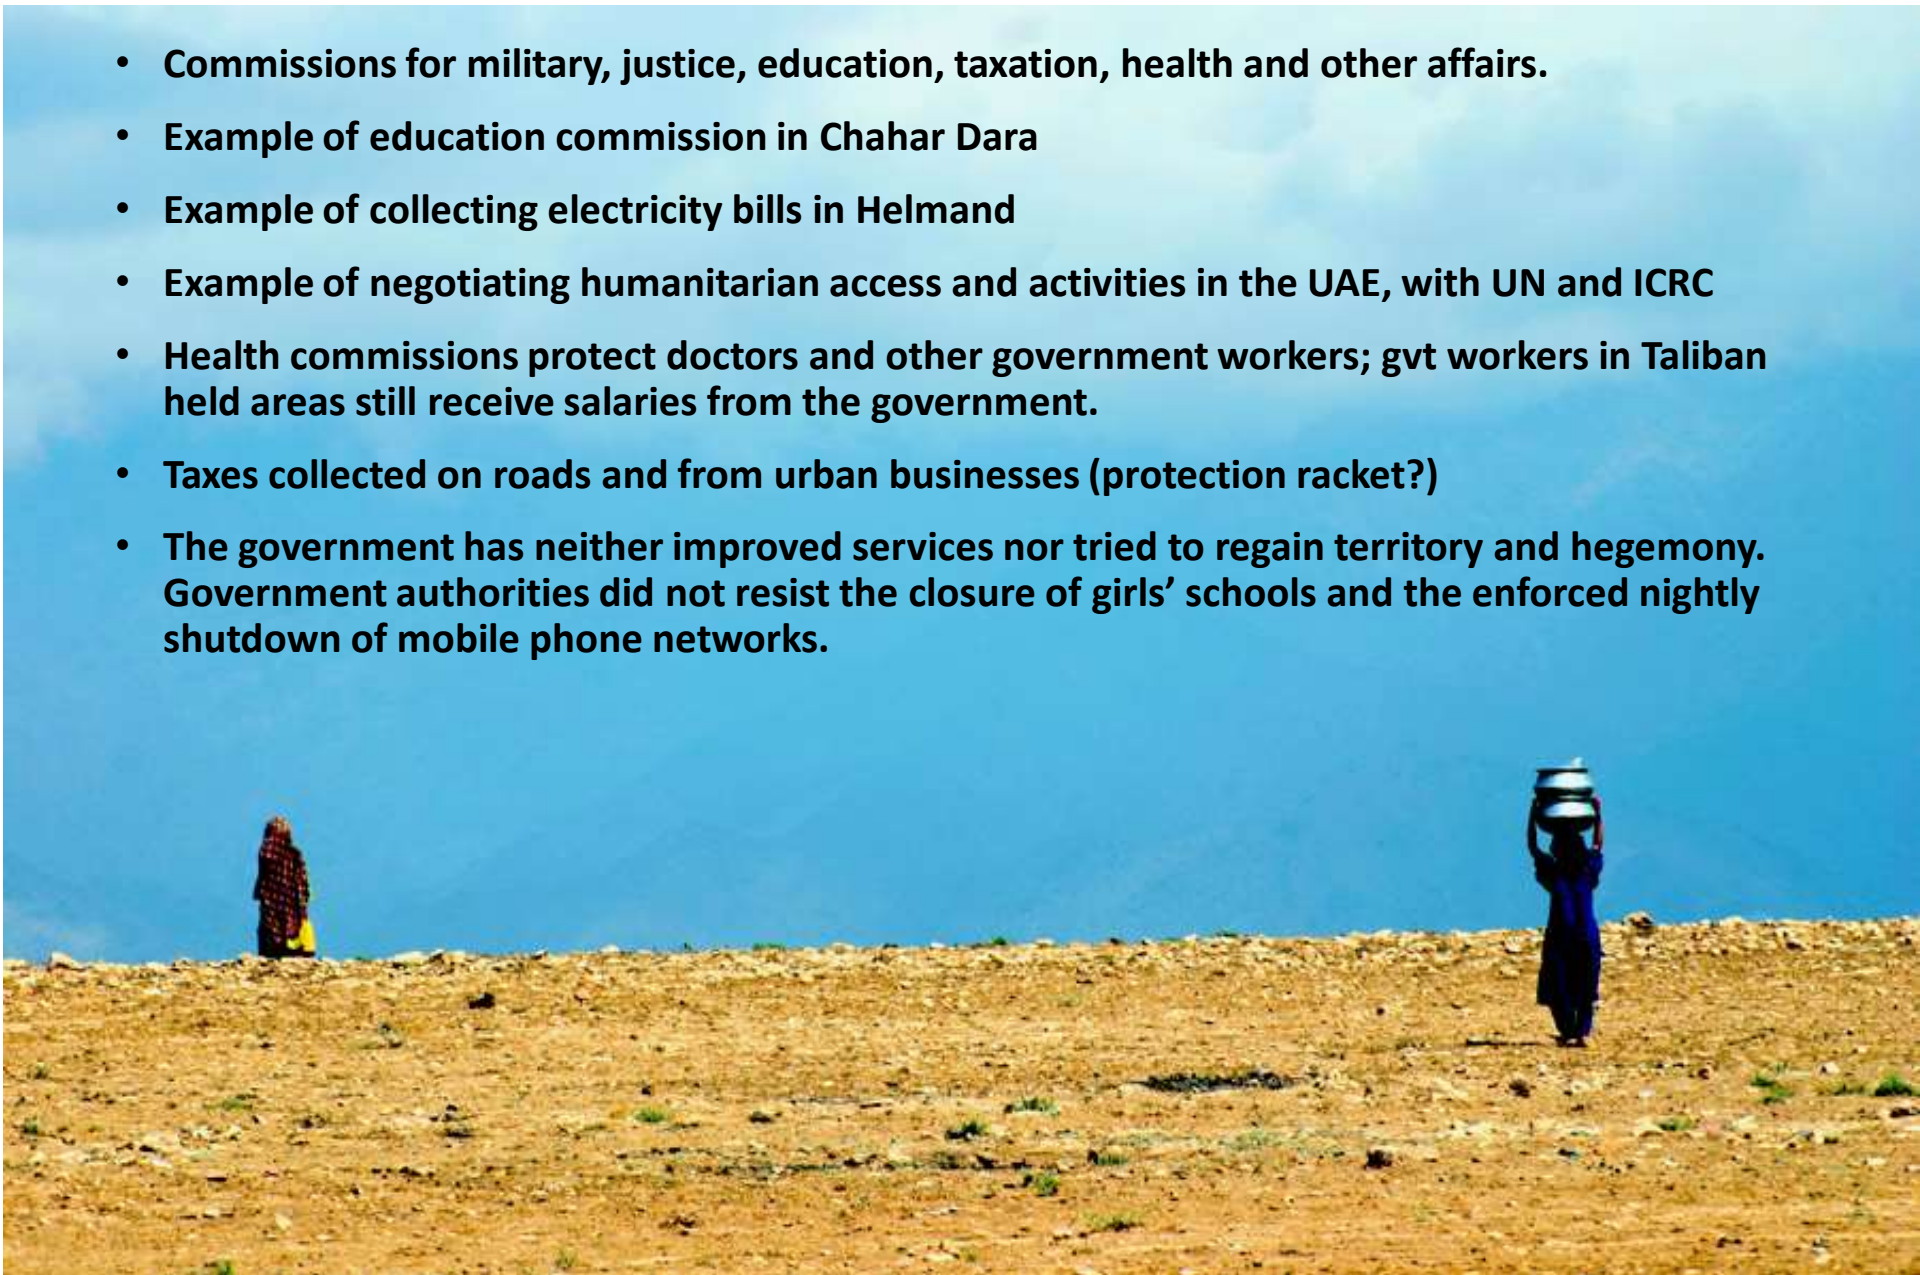 • Commissions for military, justice, education, taxation, health and other affairs.
• Example of education commission in Chahar Dara
• Example of collecting electricity bills in Helmand
• Example of negotiating humanitarian access and activities in the UAE, with UN and ICRC
• Health commissions protect doctors and other government workers; gvt workers in Taliban
held areas still receive salaries from the government.
• Taxes collected on roads and from urban businesses (protection racket?)
• The government has neither improved services nor tried to regain territory and hegemony.
Government authorities did not resist the closure of girls’ schools and the enforced nightly
shutdown of mobile phone networks.